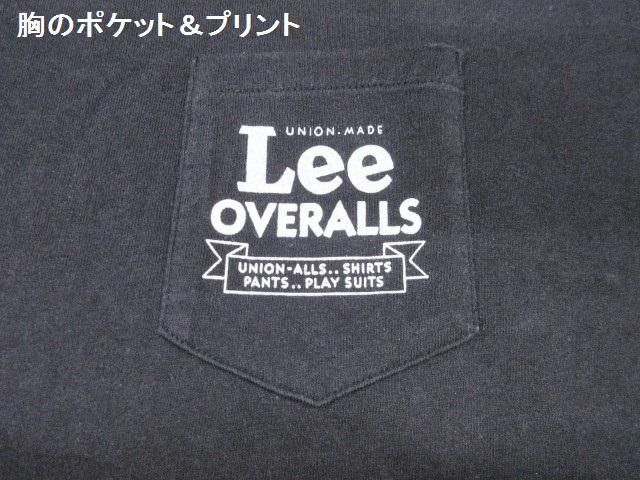 胸のポケット＆プリント
UNION-MADE
Lee
OVERALLS
UNION-ALLS..SHIRTS
PANTS..PLAY SUITS